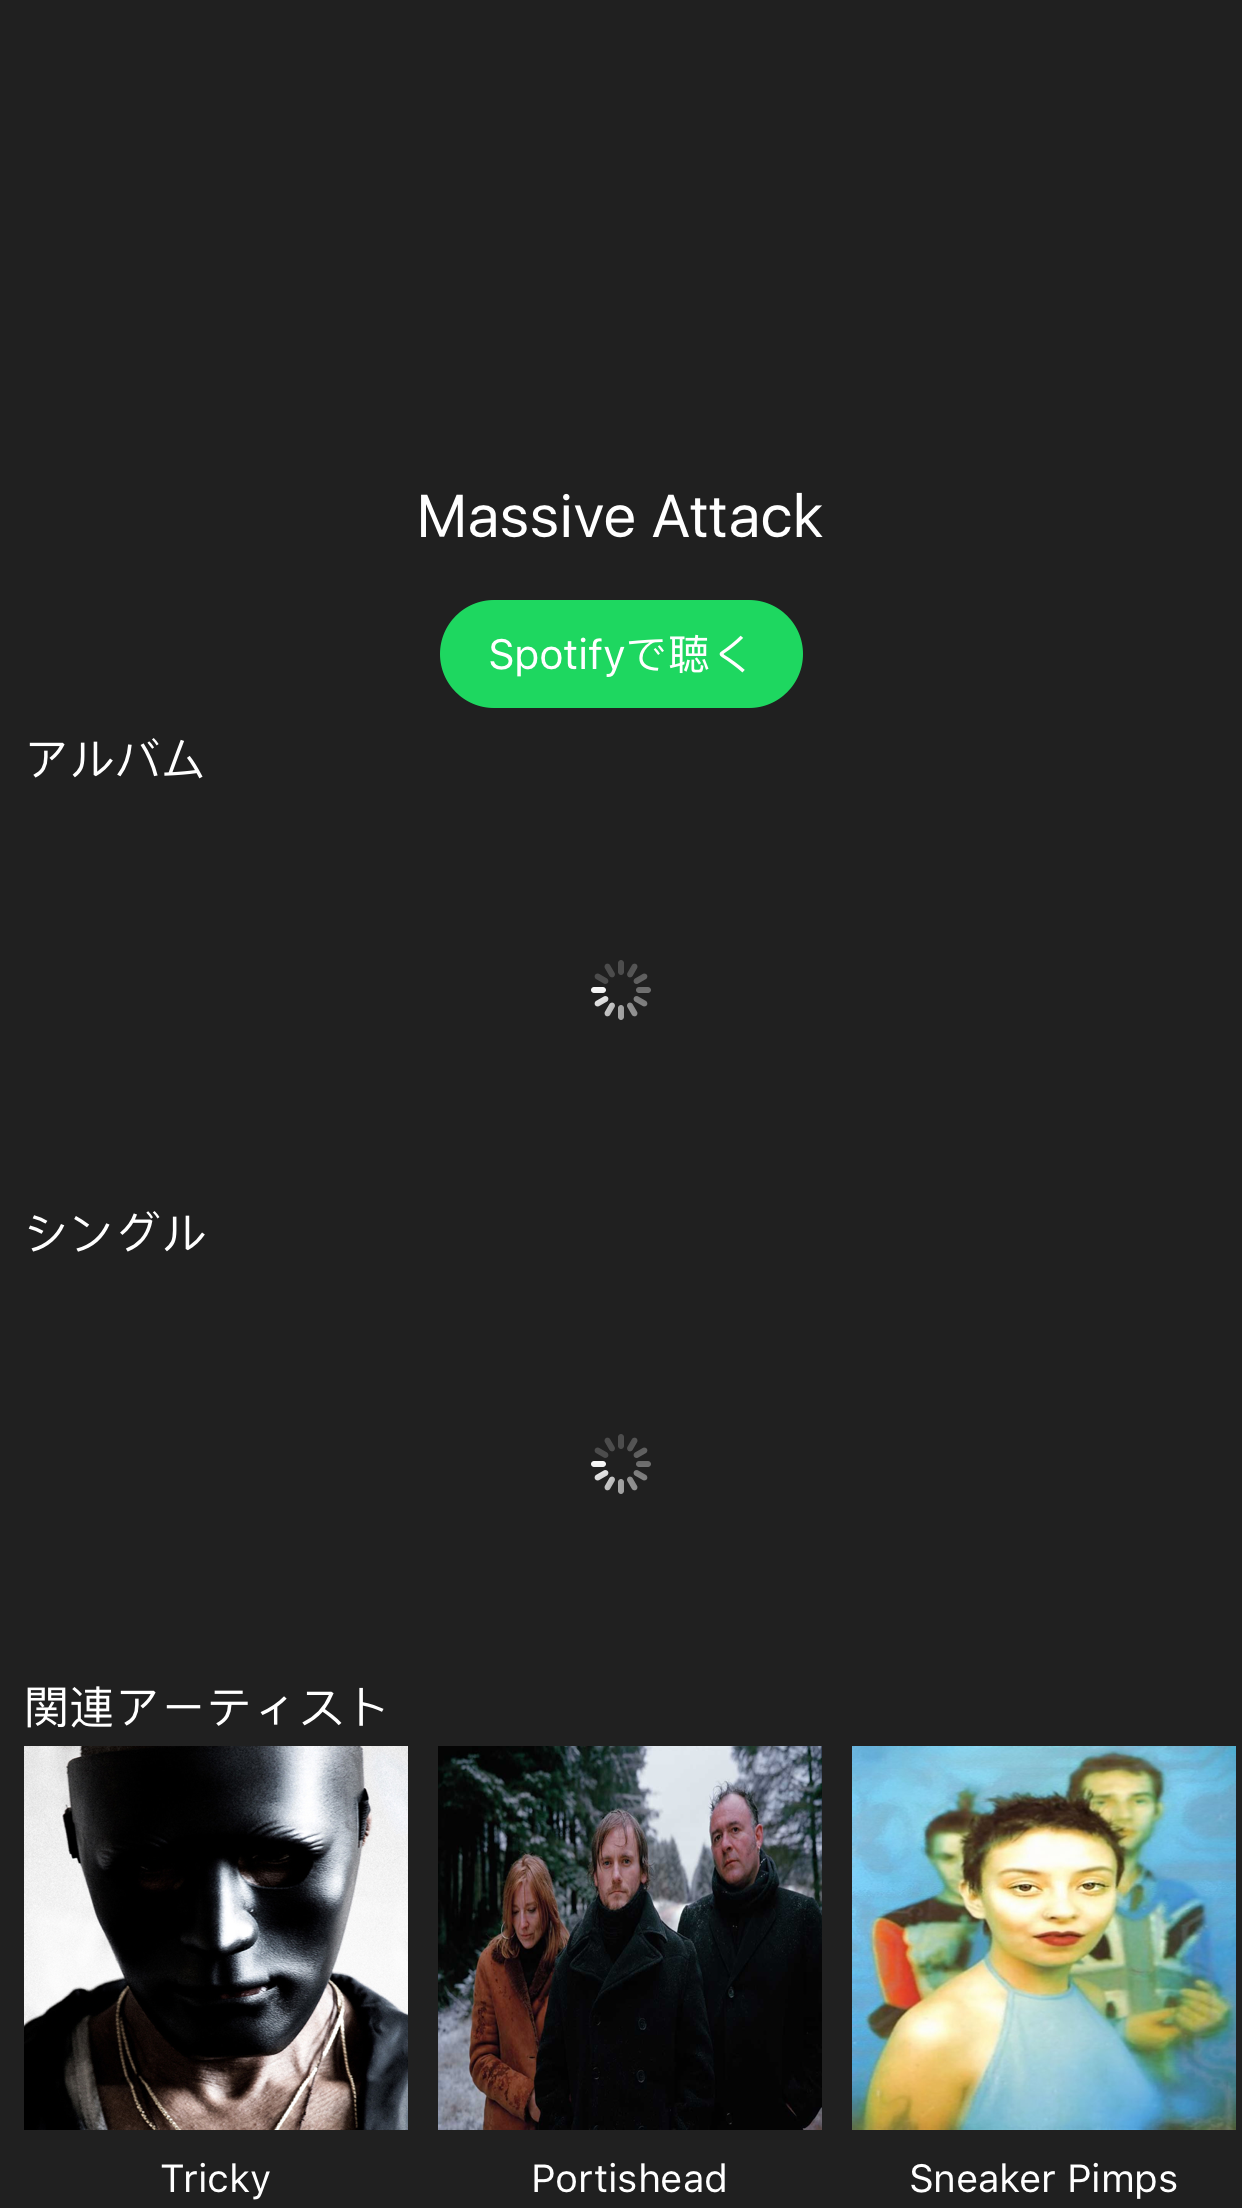 Massive Attack
Spotifyで聴く
アルバム
シングル
関連アーティスト
Tricky
Portishead
Sneaker Pimps